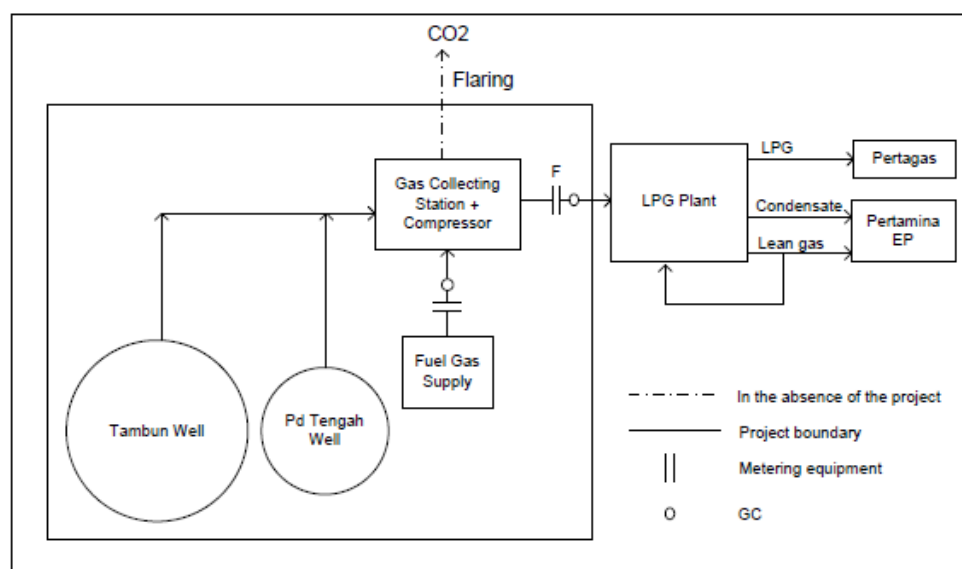 CO2
Flaring
Gas Collecting
Station +
Compressor
F
LPG Plant
LPG
Pertagas
Condensate
Pertamina
EP
Lean gas
Fuel Gas
Supply
Tambun Well
Pd Tengah
Well
In the absence of the project
Project boundary
Metering equipment
GC